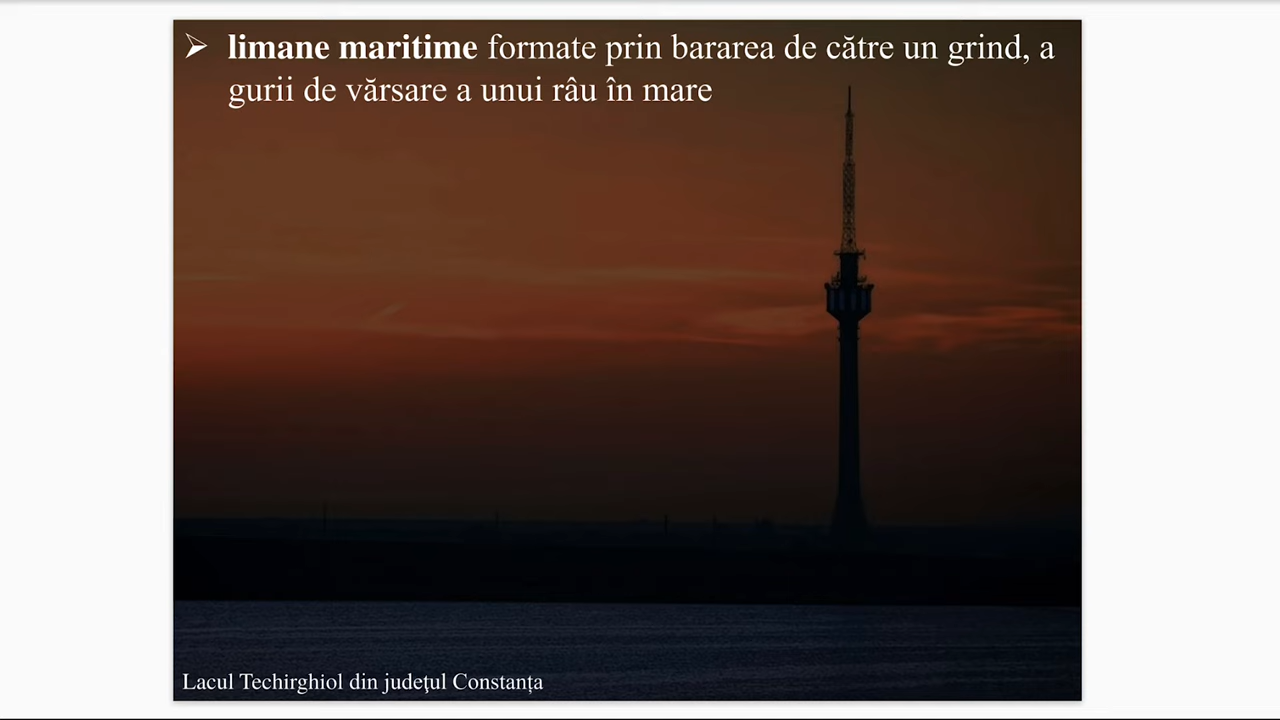 ➢ limane maritime formate prin bararea de către un grind, a
gurii de vărsare a unui râu în mare
Lacul Techirghiol din judeţul Constanța